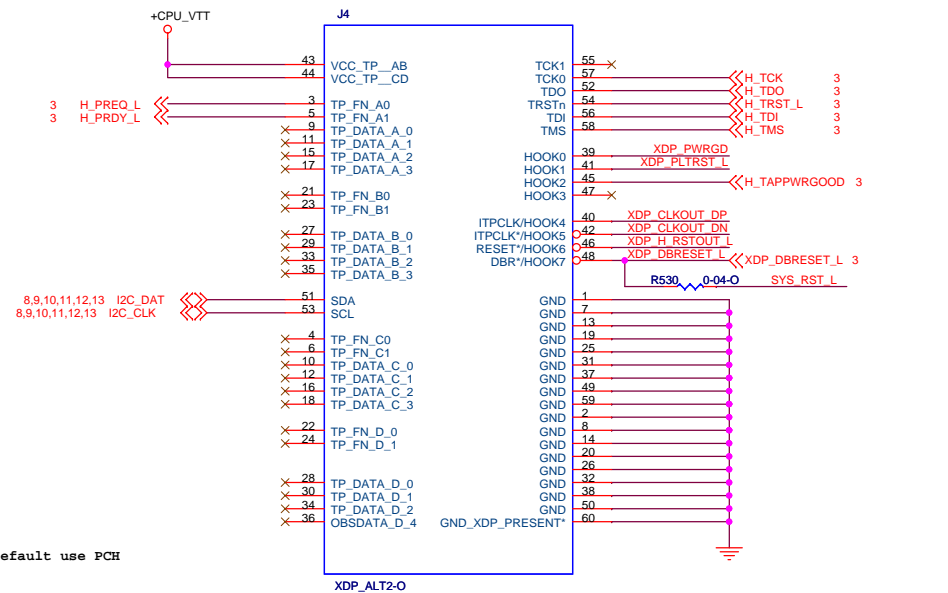 +CPU_VTT
J4
43 VCC_TP__AB
44 VCC_TP__CD
3 H_PREQ_L 3 TP_FN_A0
3 H_PRDY_L 5 TP_FN_A1
9 TP_DATA_A_0
11 TP_DATA_A_1
15 TP_DATA_A_2
17 TP_DATA_A_3
21 TP_FN_B0
23 TP_FN_B1
27 TP_DATA_B_0
29 TP_DATA_B_1
33 TP_DATA_B_2
35 TP_DATA_B_3
8,9,10,11,12,13 I2C_DAT 51 SDA
8,9,10,11,12,13 I2C_CLK 53 SCL
4 TP_FN_C0
6 TP_FN_C1
10 TP_DATA_C_0
12 TP_DATA_C_1
16 TP_DATA_C_2
18 TP_DATA_C_3
22 TP_FN_D_0
24 TP_FN_D_1
28 TP_DATA_D_0
30 TP_DATA_D_1
34 TP_DATA_D_2
36 OBSDATA_D_4
TCK1 55
TCK0 57 H_TCK 3
TDO 52 H_TDO 3
TRSTn 54 H_TRST_L 3
TDI 56 H_TDI 3
TMS 58 H_TMS 3
HOOK0 39 XDP_PWRGD
HOOK1 41 XDP_PLTRST_L
HOOK2 45 H_TAPPWRGOOD 3
HOOK3 47
ITPCLK/HOOK4 40 XDP_CLKOUT_DP
ITPCLK*/HOOK5 42 XDP_CLKOUT_DN
RESET*/HOOK6 46 XDP_H_RSTOUT_L
DBR*/HOOK7 48 XDP_DBRESET_L XDP_DBRESET_L 3
R530 0-04-O SYS_RST_L
GND 1
GND 7
GND 13
GND 19
GND 25
GND 31
GND 37
GND 49
GND 59
GND 2
GND 8
GND 14
GND 20
GND 26
GND 32
GND 38
GND 50
GND_XDP_PRESENT* 60
efault use PCH
XDP_ALT2-O